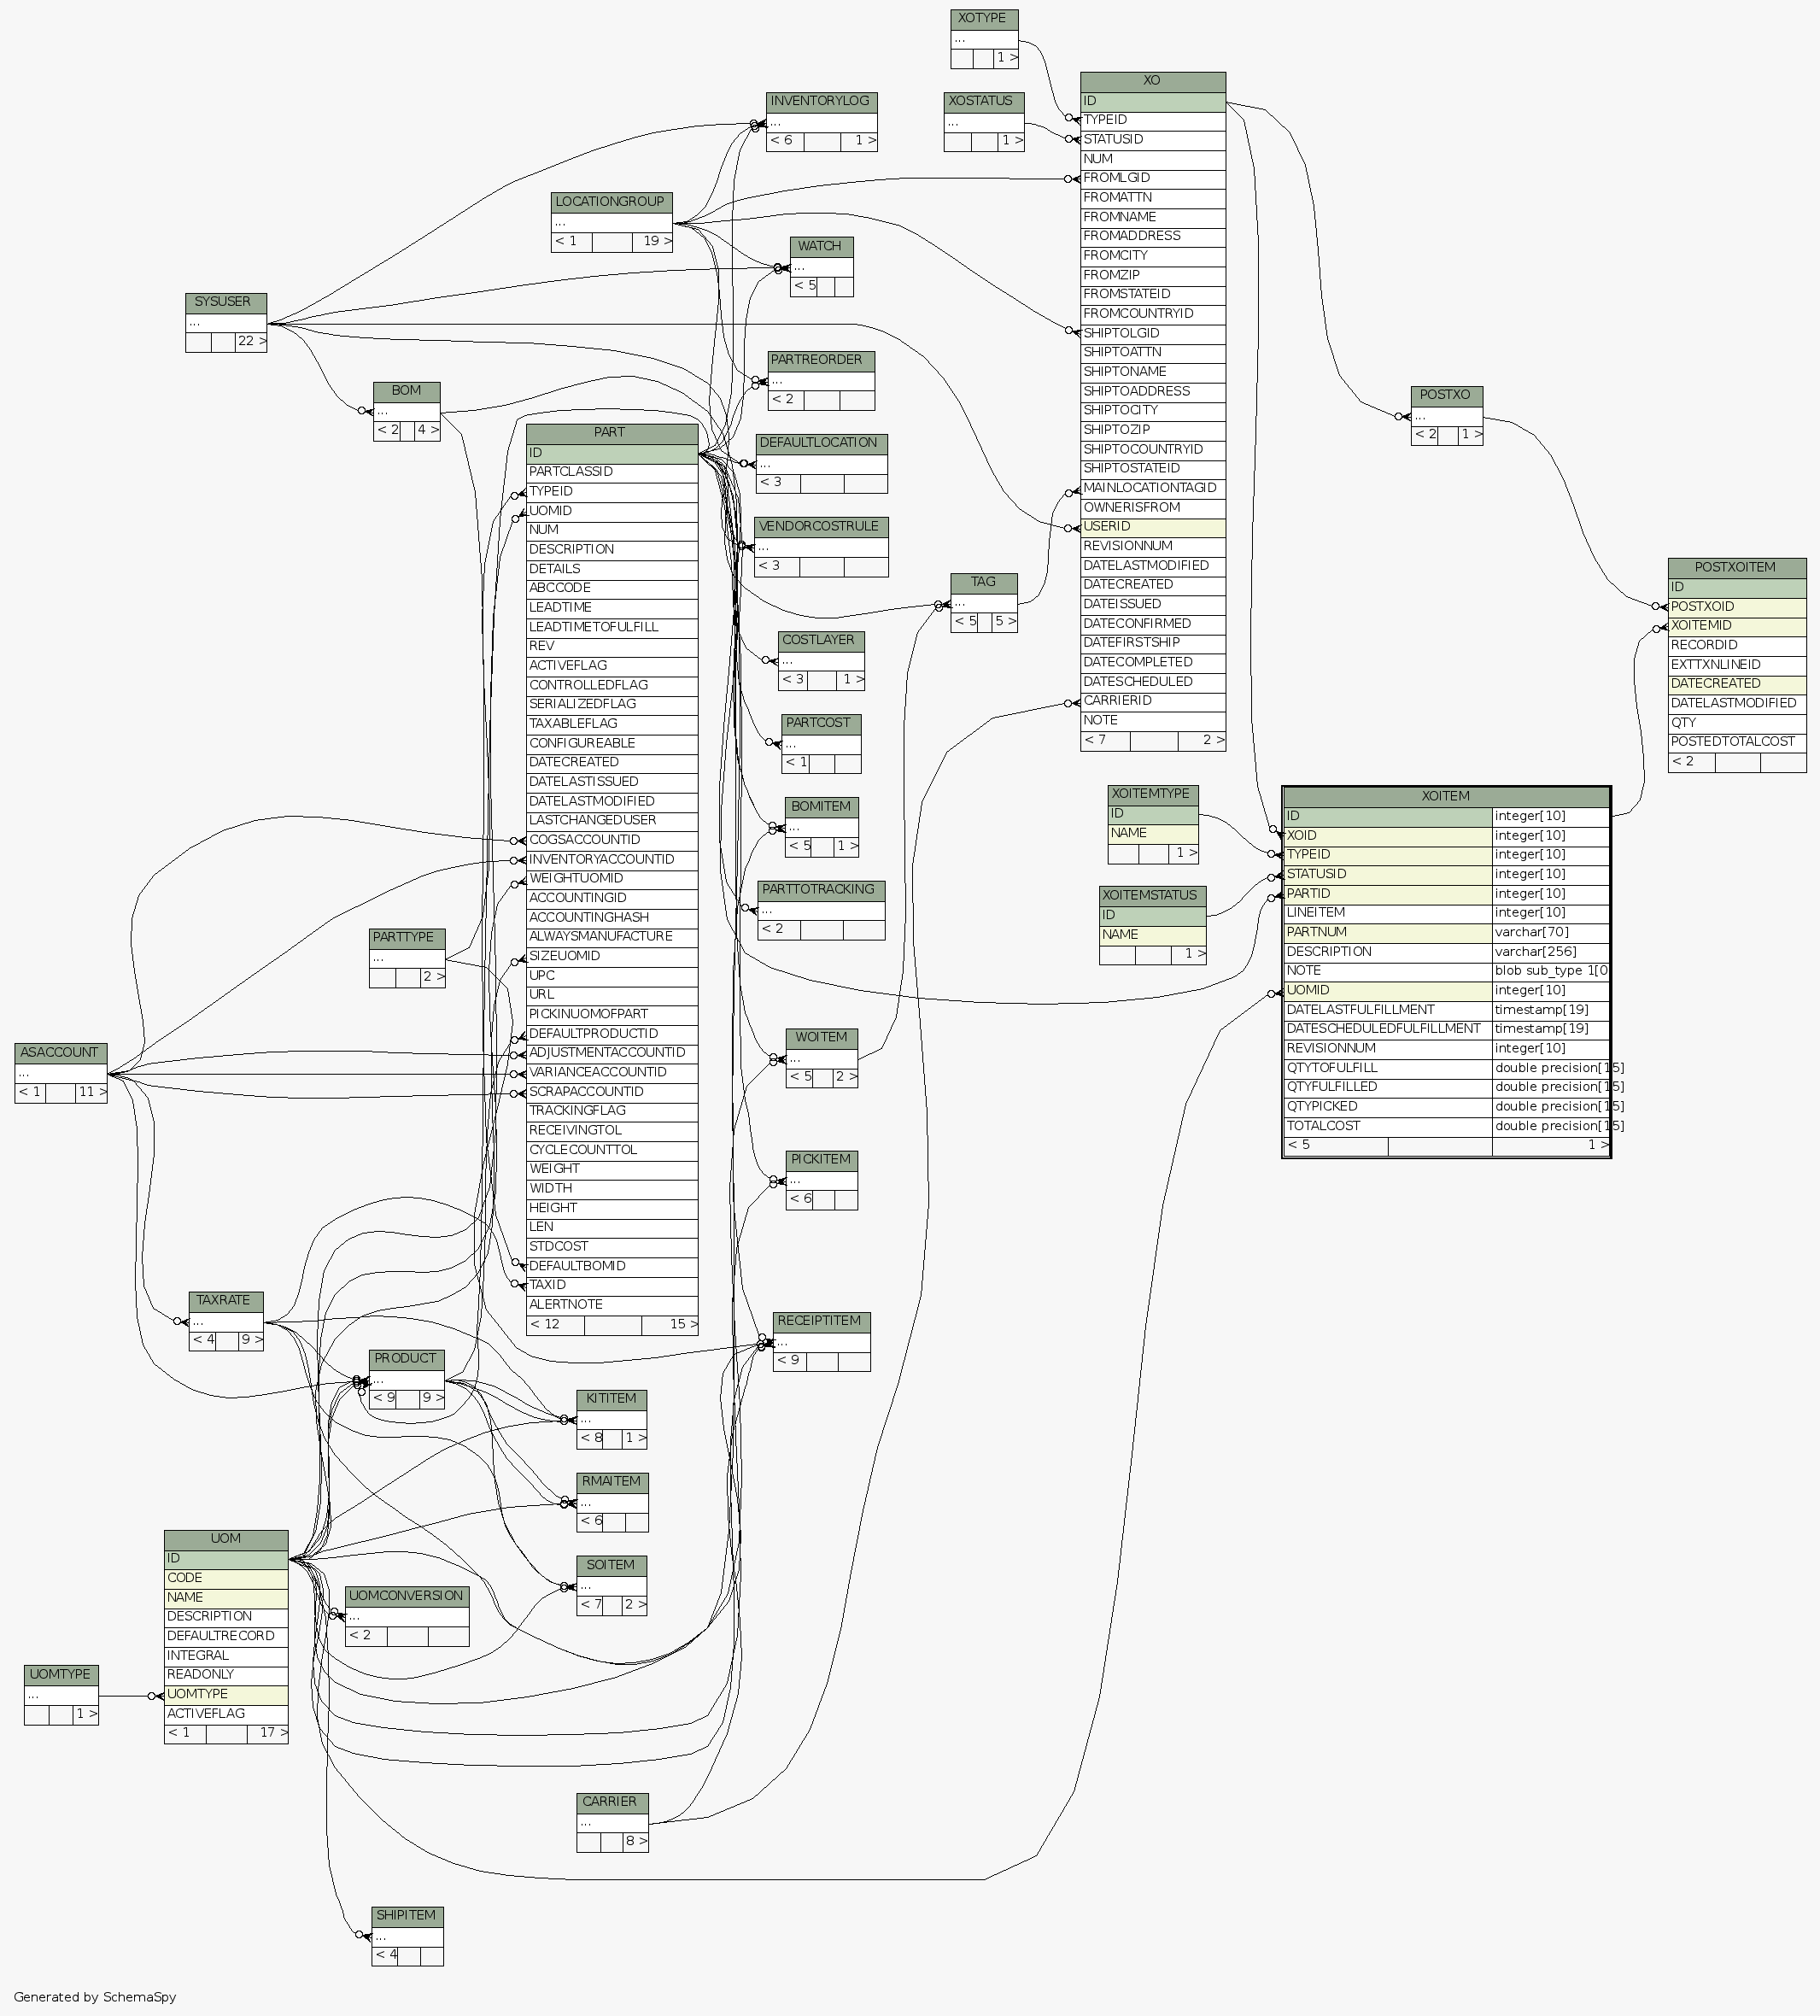 XOTYPE
...
1 >
XO
ID
TYPEID
STATUSID
NUM
FROMLGID
FROMATTN
FROMNAME
FROMADDRESS
FROMCITY
FROMZIP
FROMSTATEID
FROMCOUNTRYID
SHIPTOLGID
SHIPTOATTN
SHIPTONAME
SHIPTOADDRESS
SHIPTOCITY
SHIPTOZIP
SHIPTOCOUNTRYID
SHIPTOSTATEID
MAINLOCATIONTAGID
OWNERISFROM
USERID
REVISIONNUM
DATELASTMODIFIED
DATECREATED
DATEISSUED
DATECONFIRMED
DATEFIRSTSHIP
DATECOMPLETED
DATESCHEDULED
CARRIERID
NOTE
< 7 2 >
INVENTORYLOG
...
< 6 1 >
XOSTATUS
...
1 >
LOCATIONGROUP
...
< 1 19 >
WATCH
...
< 5
SYSUSER
...
22 >
PARTREORDER
...
< 2
BOM
...
< 2 4 >
POSTXO
...
< 2 1 >
PART
ID
PARTCLASSID
TYPEID
UOMID
NUM
DESCRIPTION
DETAILS
ABCCODE
LEADTIME
LEADTIMETOFULFILL
REV
ACTIVEFLAG
CONTROLLEDFLAG
SERIALIZEDFLAG
TAXABLEFLAG
CONFIGUREABLE
DATECREATED
DATELASTISSUED
DATELASTMODIFIED
LASTCHANGEDUSER
COGSACCOUNTID
INVENTORYACCOUNTID
WEIGHTUOMID
ACCOUNTINGID
ACCOUNTINGHASH
ALWAYSMANUFACTURE
SIZEUOMID
UPC
URL
PICKINUOMOFPART
DEFAULTPRODUCTID
ADJUSTMENTACCOUNTID
VARIANCEACCOUNTID
SCRAPACCOUNTID
TRACKINGFLAG
RECEIVINGTOL
CYCLECOUNTTOL
WEIGHT
WIDTH
HEIGHT
LEN
STDCOST
DEFAULTBOMID
TAXID
ALERTNOTE
< 12 15 >
DEFAULTLOCATION
...
< 3
VENDORCOSTRULE
...
< 3
TAG
...
< 5 5 >
POSTXOITEM
ID
POSTXOID
XOITEMID
RECORDID
EXTTXNLINEID
DATECREATED
DATELASTMODIFIED
QTY
POSTEDTOTALCOST
< 2
COSTLAYER
...
< 3 1 >
PARTCOST
...
< 1
XOITEMTYPE
ID
NAME
1 >
XOITEM
ID integer[10]
XOID integer[10]
TYPEID integer[10]
STATUSID integer[10]
PARTID integer[10]
LINEITEM integer[10]
PARTNUM varchar[70]
DESCRIPTION varchar[256]
NOTE blob sub_type 1[0
UOMID integer[10]
DATELASTFULFILLMENT timestamp[19]
DATESCHEDULEDFULFILLMENT timestamp[19]
REVISIONNUM integer[10]
QTYTOFULFILL double precision[15]
QTYFULFILLED double precision[15]
QTYPICKED double precision[15]
TOTALCOST double precision[15]
< 5 1 >
BOMITEM
...
< 5 1 >
PARTTOTRACKING
...
< 2
XOITEMSTATUS
ID
NAME
1 >
PARTTYPE
...
2 >
WOITEM
...
< 5 2 >
ASACCOUNT
...
< 1 11 >
PICKITEM
...
< 6
TAXRATE
...
< 4 9 >
RECEIPTITEM
...
< 9
PRODUCT
...
< 9 9 >
KITITEM
...
< 8 1 >
RMAITEM
...
< 6
UOM
ID
CODE
NAME
DESCRIPTION
DEFAULTRECORD
INTEGRAL
READONLY
UOMTYPE
ACTIVEFLAG
< 1 17 >
SOITEM
...
< 7 2 >
UOMCONVERSION
...
< 2
UOMTYPE
...
1 >
CARRIER
...
8 >
SHIPITEM
...
< 4
Generated by SchemaSpy